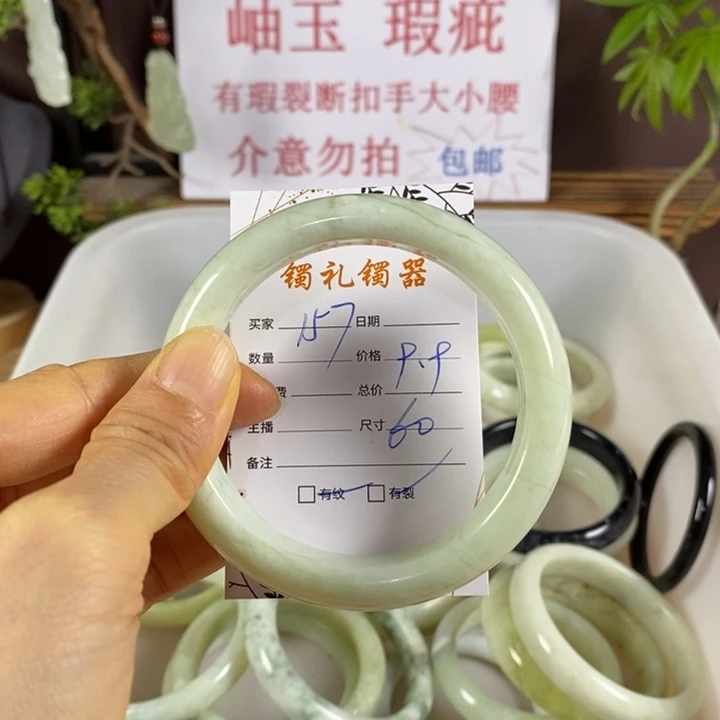 岫玉 瑕疵
有瑕裂断扣手大小腰
介意勿拍 包邮
镯礼镯器
买家 157 日期
数量 价格 9.9
费 总价
主播 尺寸 60
备注
□有纹 □有裂